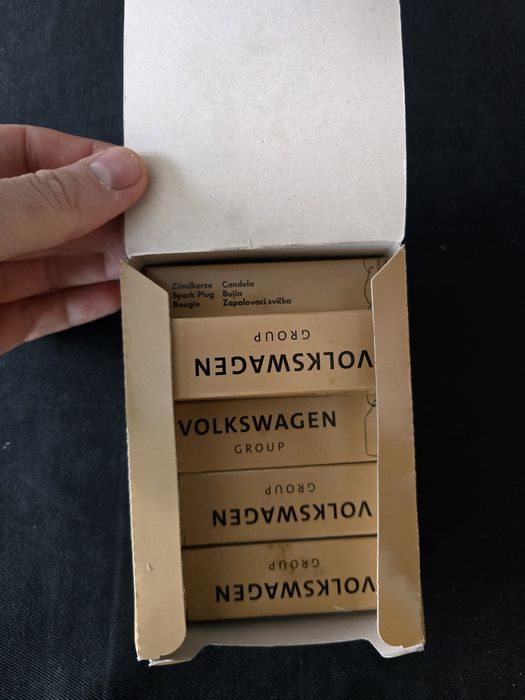 Zündkerze Candela
Spark Plug Bujía
Bougie Zapalovací svíčka
VOLKSWAGEN
GROUP
VOLKSWAGEN
GROUP
VOLKSWAGEN
GROUP
VOLKSWAGEN
GROUP